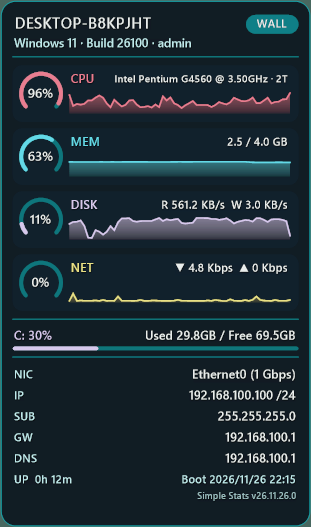 DESKTOP-B8KPJHT WALL
Windows 11 · Build 26100 · admin
96% CPU Intel Pentium G4560 @ 3.50GHz · 2T
63% MEM 2.5 / 4.0 GB
11% DISK R 561.2 KB/s W 3.0 KB/s
0% NET ▼ 4.8 Kbps ▲ 0 Kbps
C: 30% Used 29.8GB / Free 69.5GB
NIC Ethernet0 (1 Gbps)
IP 192.168.100.100 /24
SUB 255.255.255.0
GW 192.168.100.1
DNS 192.168.100.1
UP 0h 12m Boot 2026/11/26 22:15
Simple Stats v26.11.26.0